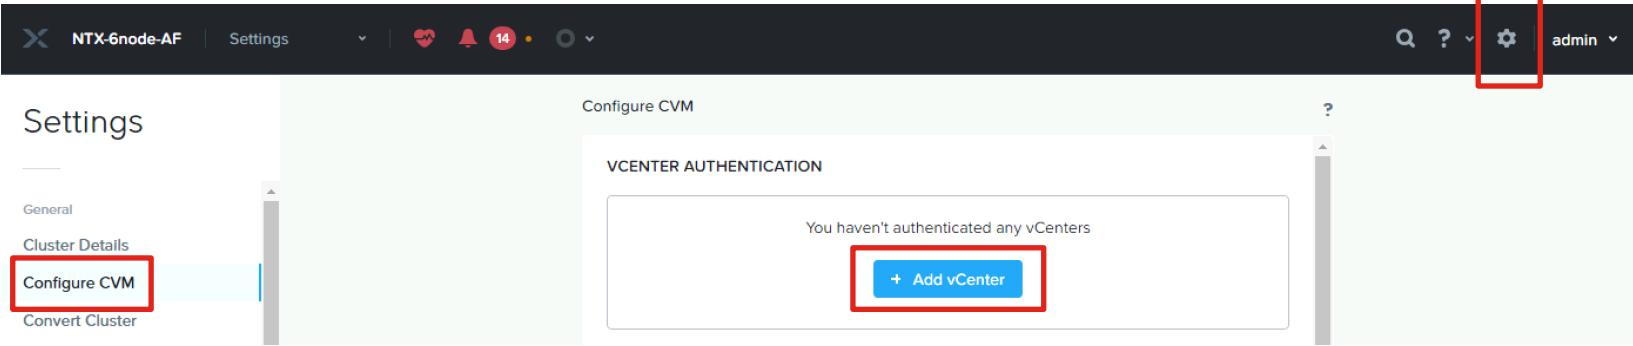 NTX-6node-AF Settings 14 ? admin
Settings
Configure CVM ?
VCENTER AUTHENTICATION
General
You haven't authenticated any vCenters
Cluster Details
Configure CVM
+ Add vCenter
Convert Cluster